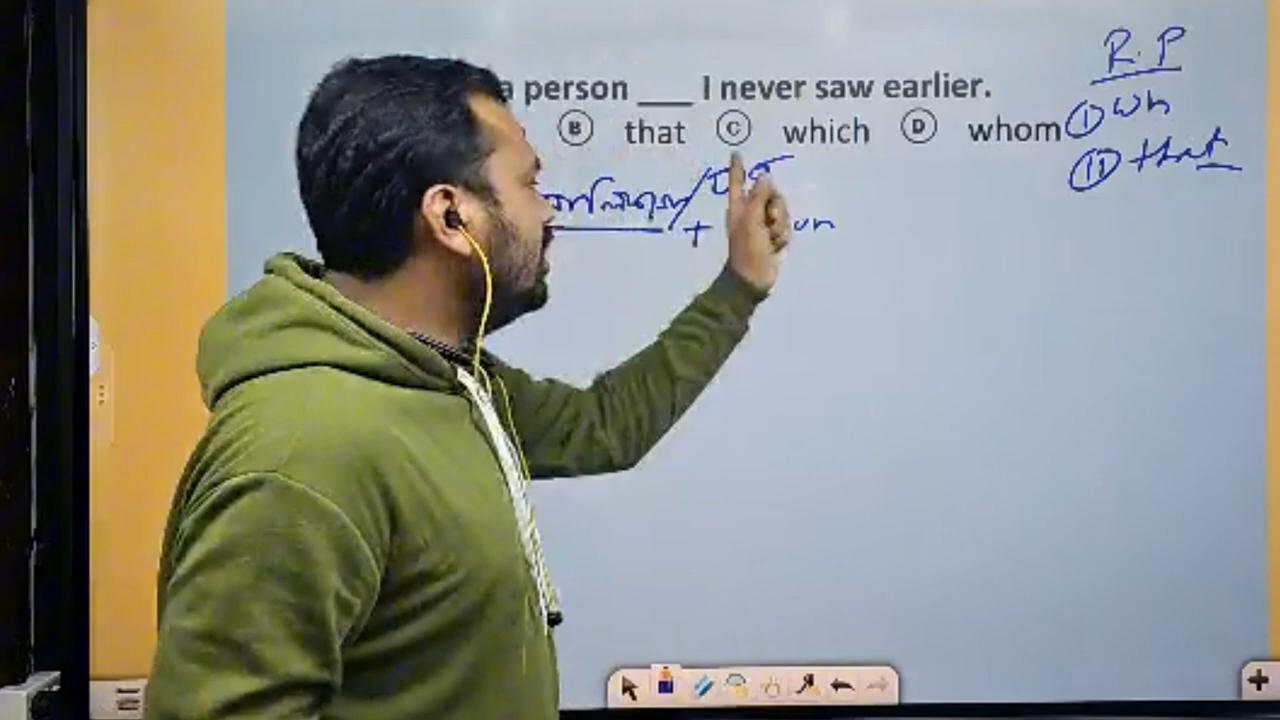 a person ___ I never saw earlier.
B that C which D whom
R.P
① Wh
② that
+